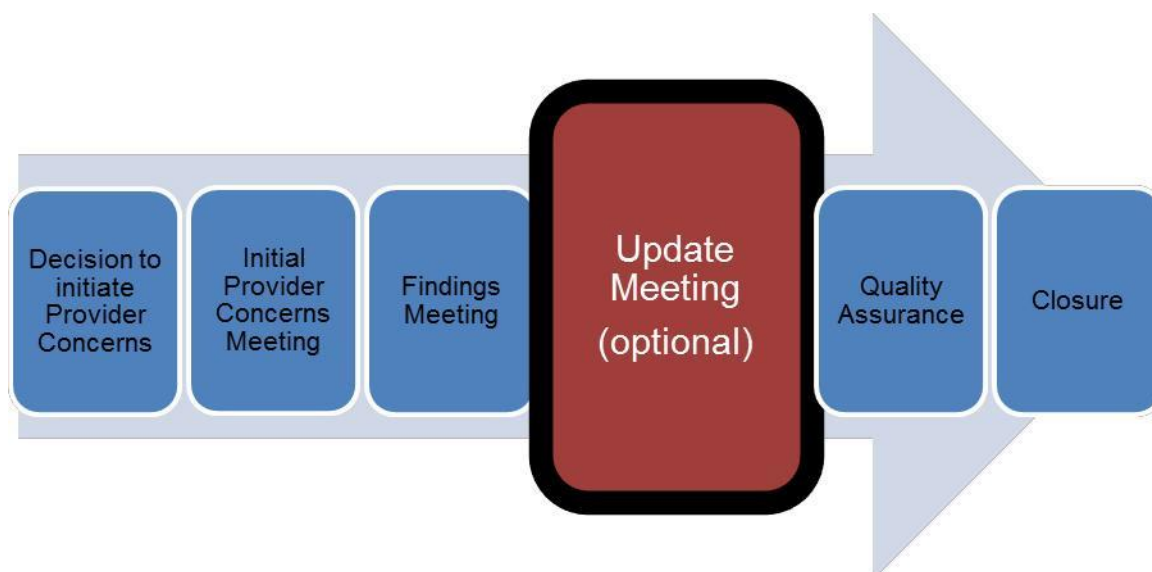 Decision to
initiate
Provider
Concerns
Initial
Provider
Concerns
Meeting
Findings
Meeting
Update
Meeting
(optional)
Quality
Assurance
Closure